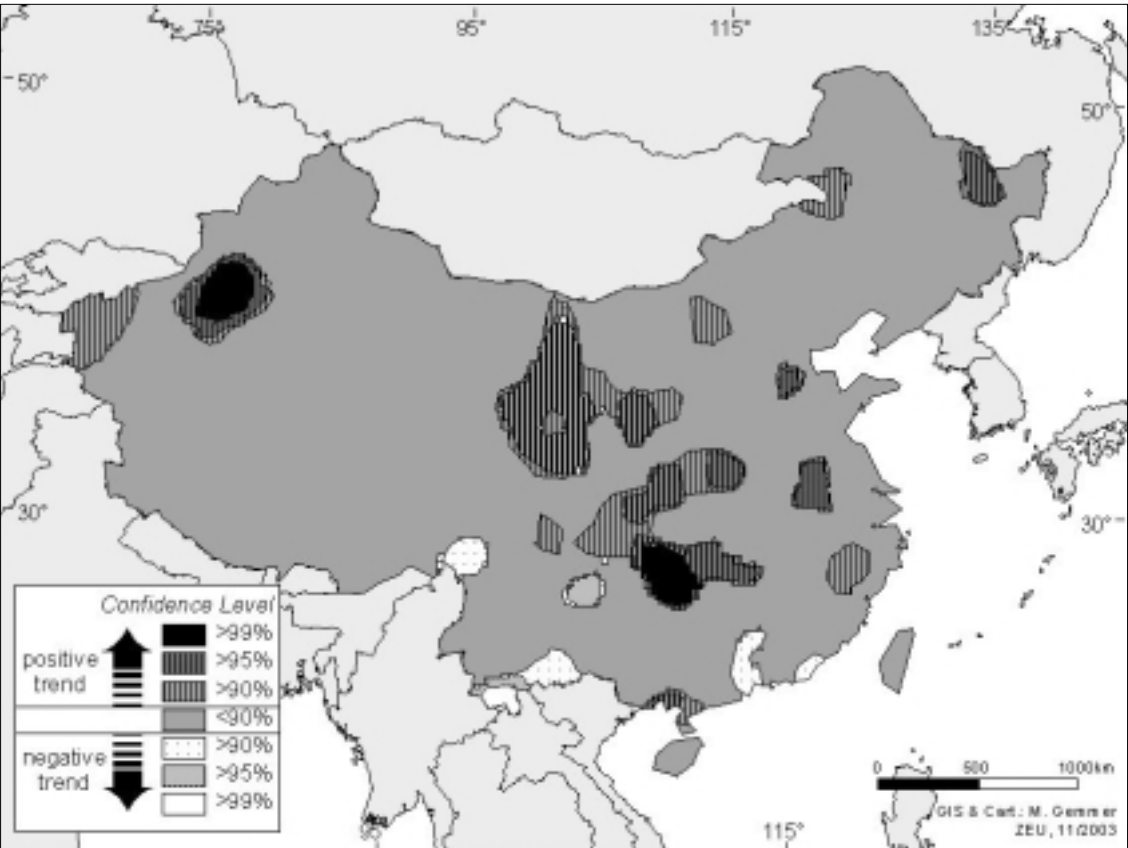 75° 95° 115° 135°
50° 50°
30° 30°
Confidence Level
>99%
positive >95%
trend >90%
<90%
negative >90%
trend >95%
>99%
0 500 1000km
GIS & Cart.: M. Gemmer
ZEU, 11/2003
95° 115°